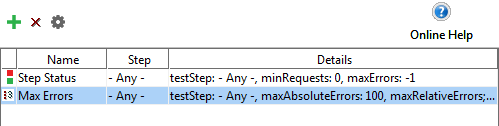 Online Help
Name Step Details
Step Status - Any - testStep: - Any -, minRequests: 0, maxErrors: -1
Max Errors - Any - testStep: - Any -, maxAbsoluteErrors: 100, maxRelativeErrors;...